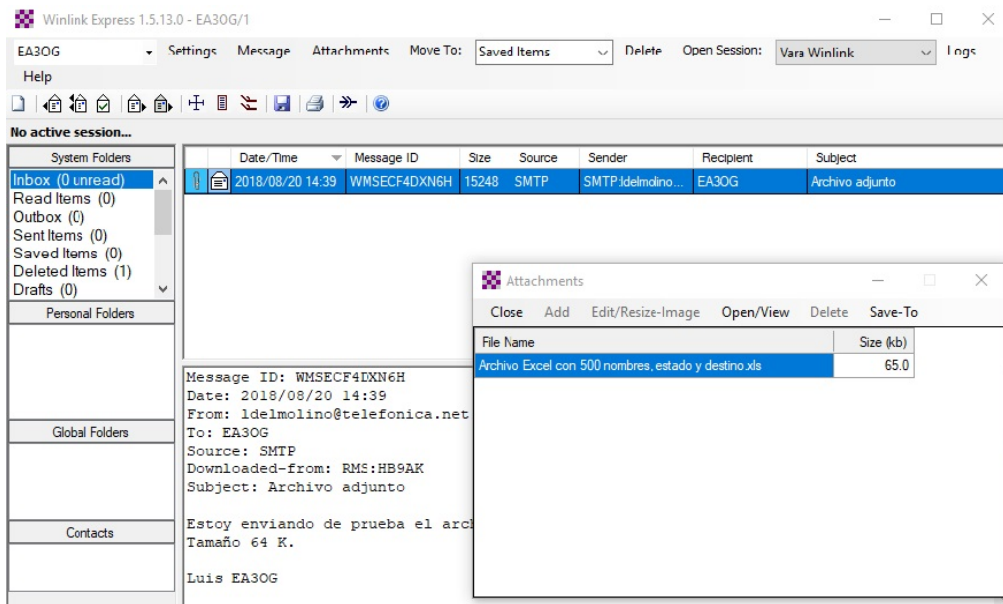 Winlink Express 1.5.13.0 - EA3OG/1
EA3OG Settings Message Attachments Move To: Saved Items Delete Open Session: Vara Winlink Logs
Help
No active session...
System Folders
Inbox (0 unread)
Read Items (0)
Outbox (0)
Sent Items (0)
Saved Items (0)
Deleted Items (1)
Drafts (0)
Personal Folders
Global Folders
Contacts
Date/Time Message ID Size Source Sender Recipient Subject
2018/08/20 14:39 WMSECF4DXN6H 15248 SMTP SMTP:ldelmolino... EA3OG Archivo adjunto
Message ID: WMSECF4DXN6H
Date: 2018/08/20 14:39
From: ldelmolino@telefonica.net
To: EA3OG
Source: SMTP
Downloaded-from: RMS:HB9AK
Subject: Archivo adjunto
Estoy enviando de prueba el arch
Tamaño 64 K.
Luis EA3OG
Attachments
Close Add Edit/Resize-Image Open/View Delete Save-To
File Name Size (kb)
Archivo Excel con 500 nombres, estado y destino.xls 65.0